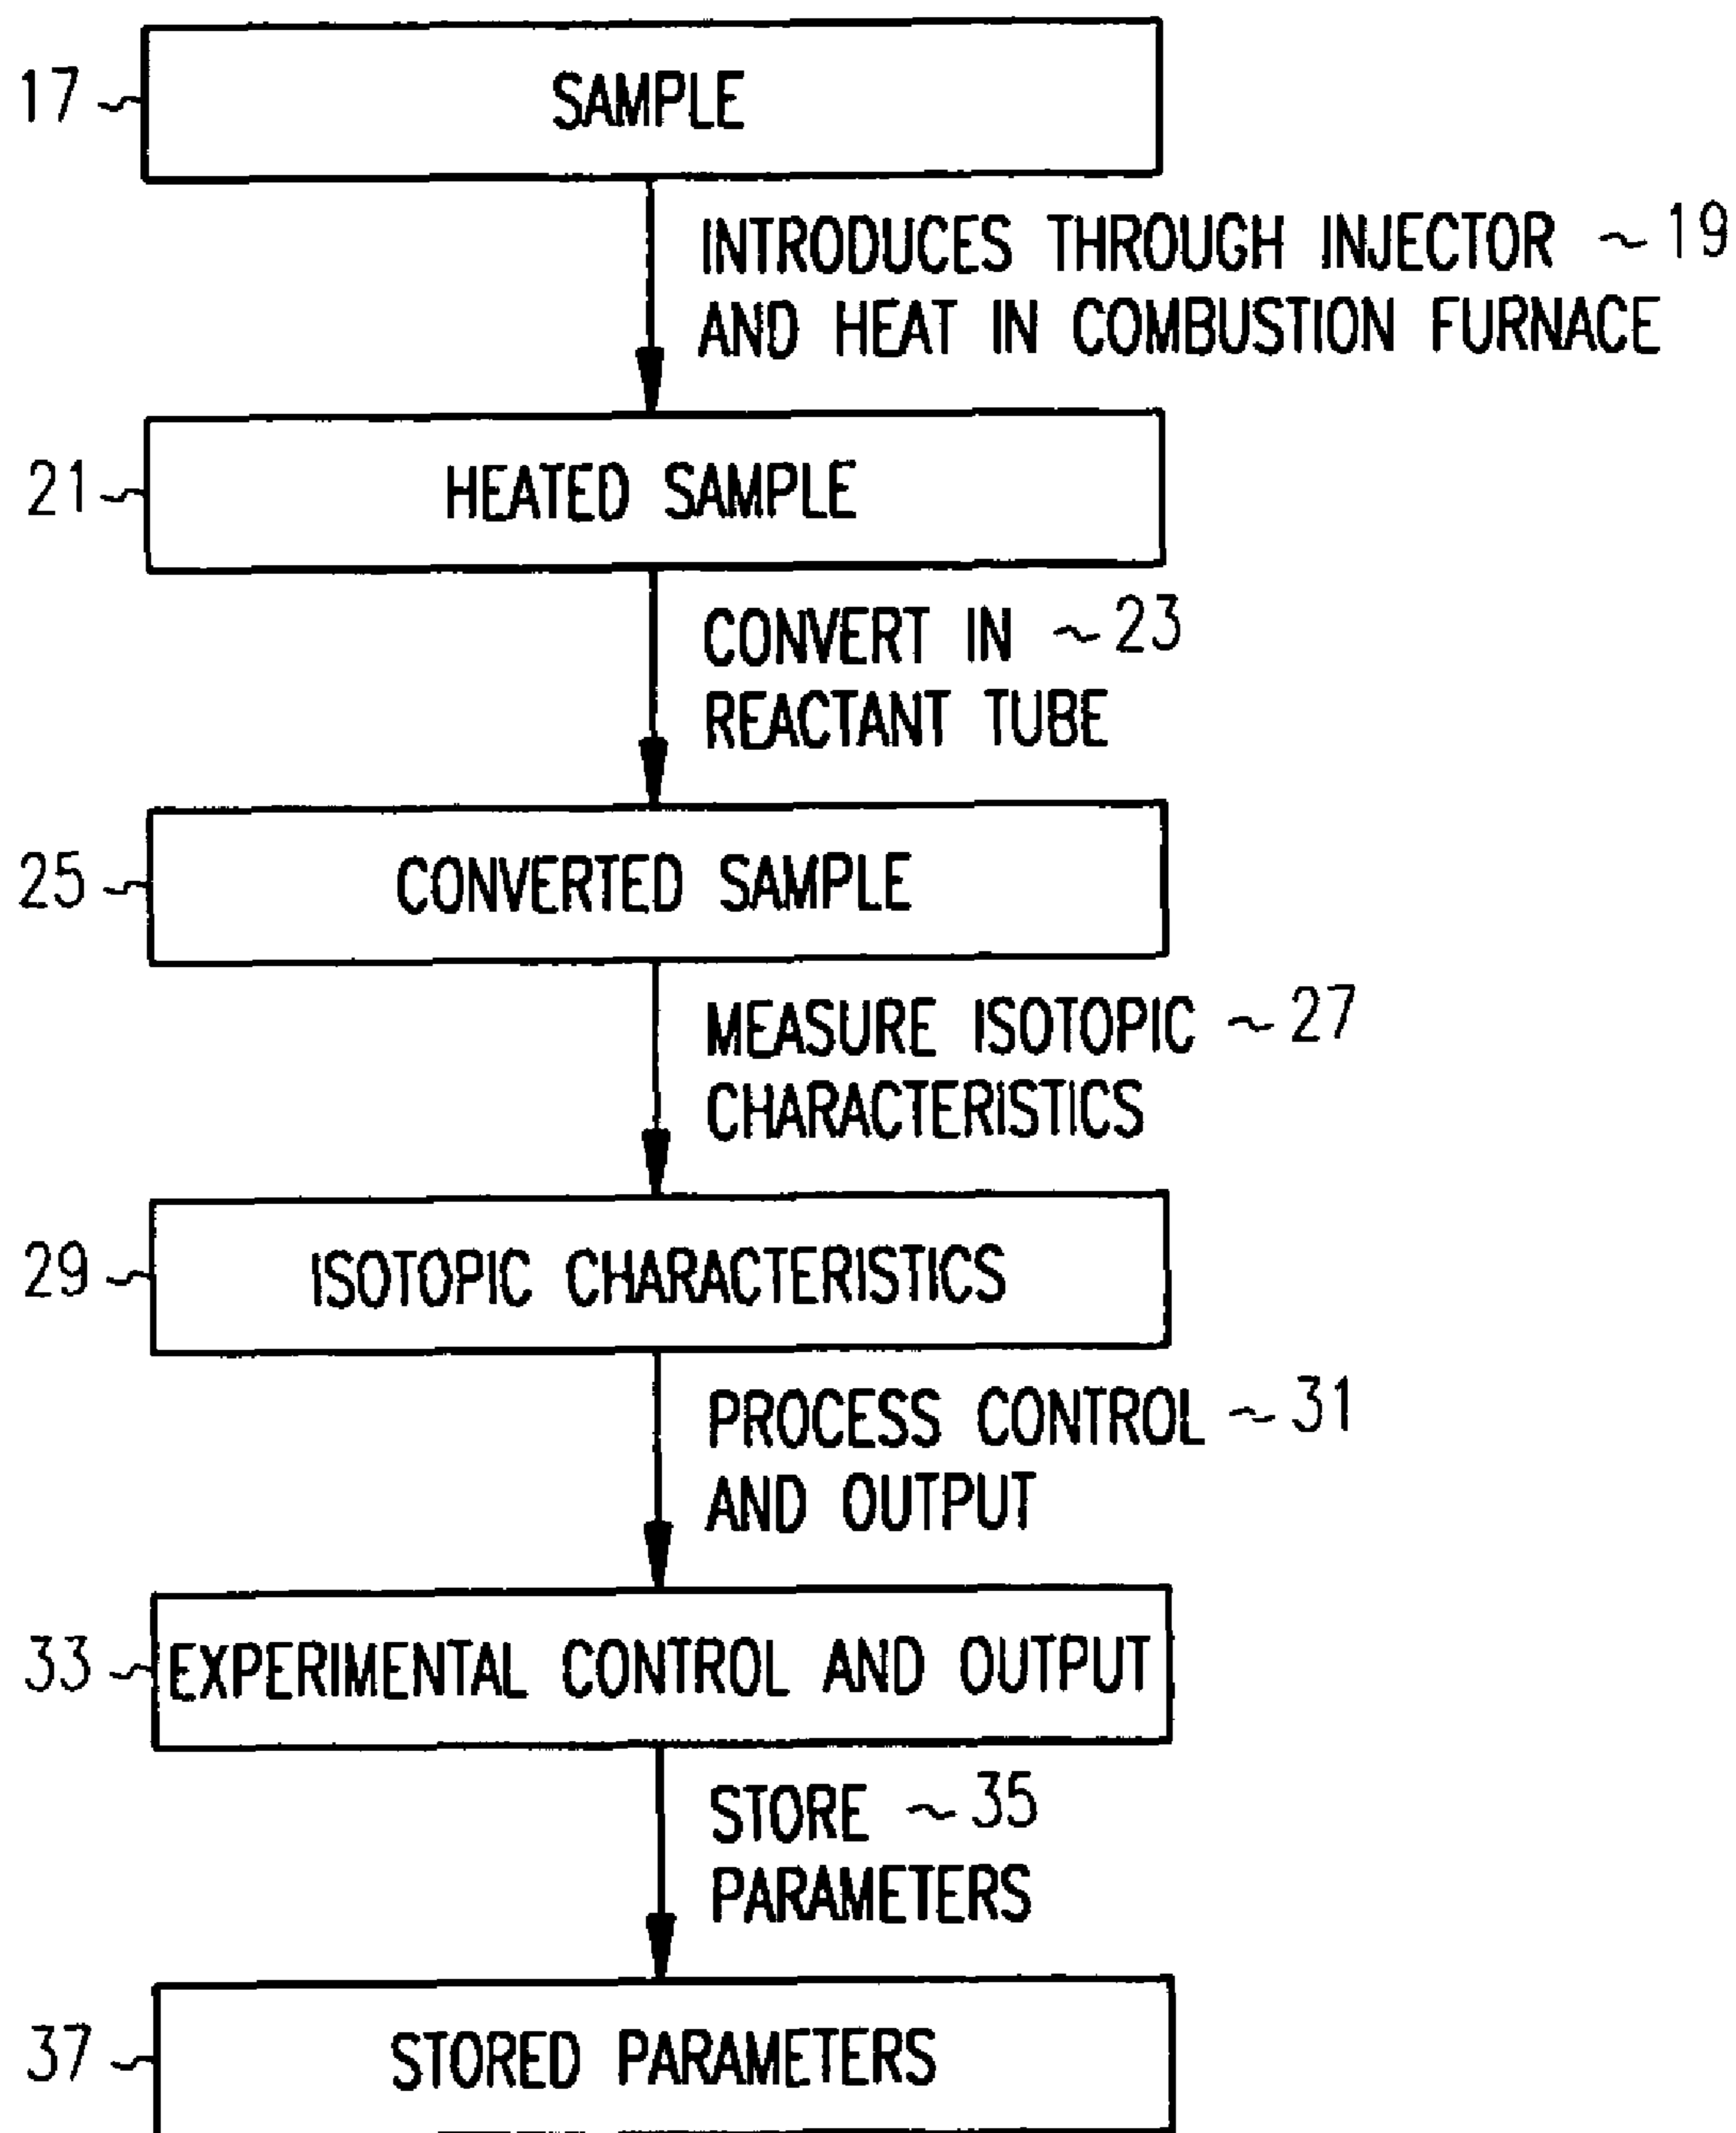 17 SAMPLE
INTRODUCES THROUGH INJECTOR ~19
AND HEAT IN COMBUSTION FURNACE
21 HEATED SAMPLE
CONVERT IN ~23
REACTANT TUBE
25 CONVERTED SAMPLE
MEASURE ISOTOPIC ~27
CHARACTERISTICS
29 ISOTOPIC CHARACTERISTICS
PROCESS CONTROL ~31
AND OUTPUT
33 EXPERIMENTAL CONTROL AND OUTPUT
STORE ~35
PARAMETERS
37 STORED PARAMETERS